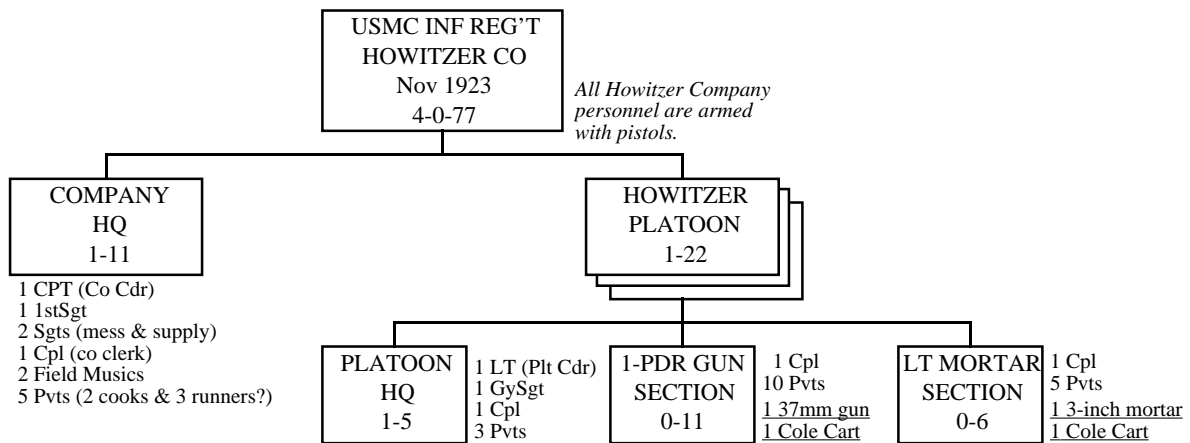 USMC INF REG'T
HOWITZER CO
Nov 1923
4-0-77
All Howitzer Company
personnel are armed
with pistols.
COMPANY
HQ
1-11
1 CPT (Co Cdr)
1 1stSgt
2 Sgts (mess & supply)
1 Cpl (co clerk)
2 Field Musics
5 Pvts (2 cooks & 3 runners?)
HOWITZER
PLATOON
1-22
PLATOON
HQ
1-5
1 LT (Plt Cdr)
1 GySgt
1 Cpl
3 Pvts
1-PDR GUN
SECTION
0-11
1 Cpl
10 Pvts
1 37mm gun
1 Cole Cart
LT MORTAR
SECTION
0-6
1 Cpl
5 Pvts
1 3-inch mortar
1 Cole Cart